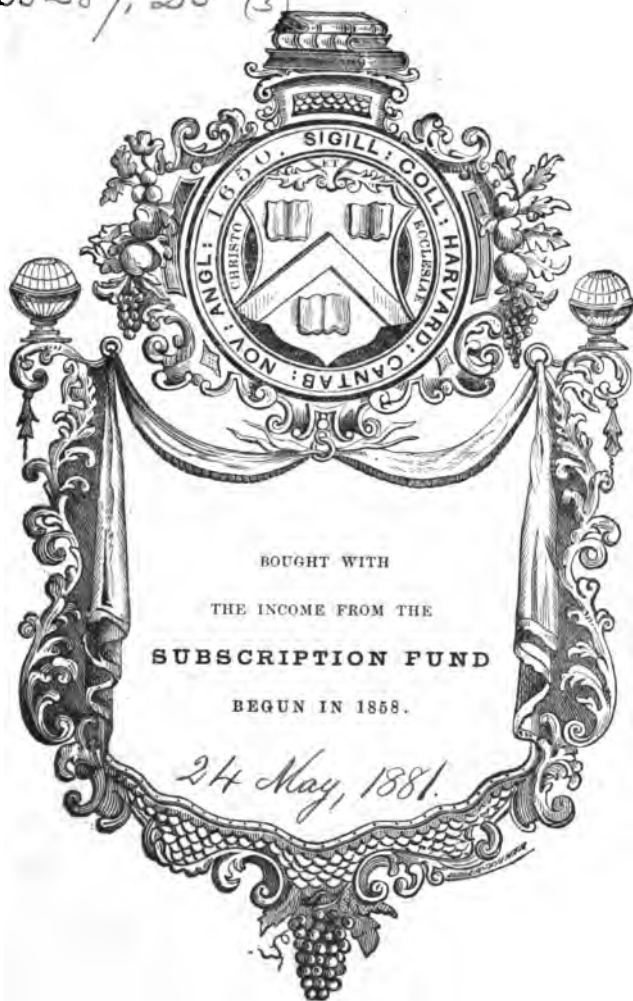 (3)
SIGILL: COLL: HARVARD: CANTAB: NOV: ANGL: 1650.
ET
CHRISTO
ECCLESIAE
BOUGHT WITH
THE INCOME FROM THE
SUBSCRIPTION FUND
BEGUN IN 1858.
24 May, 1881.